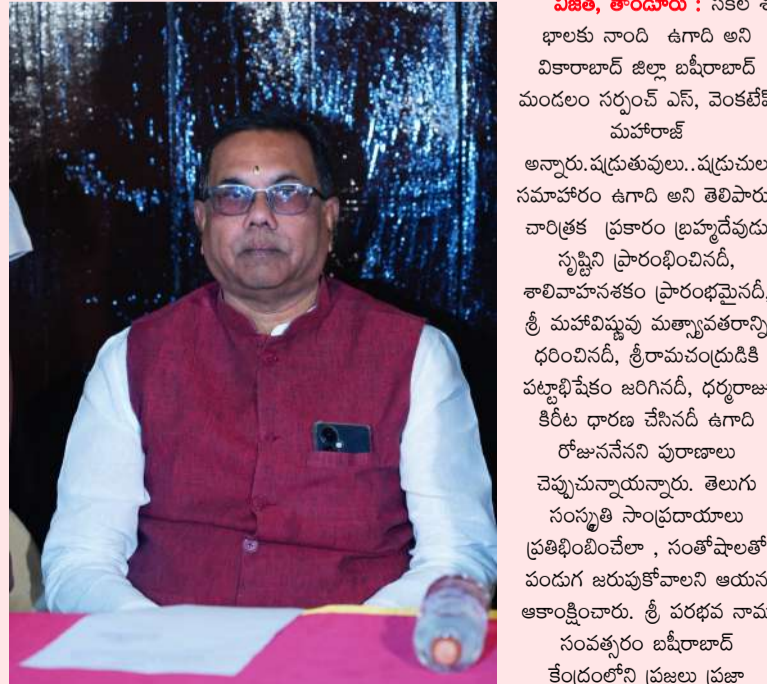 విజేత, తాండూరు : సకల
భాలకు నాంది ఉగాది అని
వికారాబాద్ జిల్లా బషీరాబాద్
మండలం సర్పంచ్ ఎస్, వెంకటేష్
మహారాజ్
అన్నారు.షడ్రుతువులు..షడ్రుచుల
సమాహారం ఉగాది అని తెలిపారు
చారిత్రక ప్రకారం బ్రహ్మదేవుడు
సృష్టిని ప్రారంభించినదీ,
శాలివాహనశకం ప్రారంభమైనదీ,
శ్రీ మహావిష్ణువు మత్స్యావతరాన్ని
ధరించినదీ, శ్రీరామచంద్రుడికి
పట్టాభిషేకం జరిగినదీ, ధర్మరాజు
కిరీట ధారణ చేసినదీ ఉగాది
రోజుననేనని పురాణాలు
చెప్పుచున్నాయన్నారు. తెలుగు
సంస్కృతి సాంప్రదాయాలు
ప్రతిభింబించేలా , సంతోషాలతో
పండుగ జరుపుకోవాలని ఆయన
ఆకాంక్షించారు. శ్రీ పరభవ నామ
సంవత్సరం బషీరాబాద్
కేంద్రంలోని ప్రజలు ప్రజా